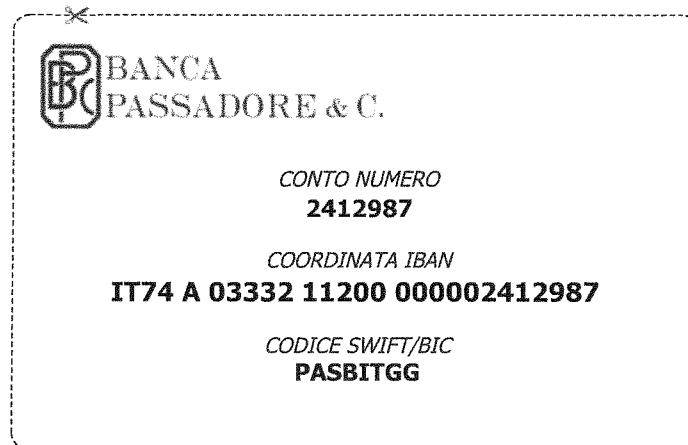 BANCA
PASSADORE & C.
CONTO NUMERO
2412987
COORDINATA IBAN
IT74 A 03332 11200 000002412987
CODICE SWIFT/BIC
PASBITGG